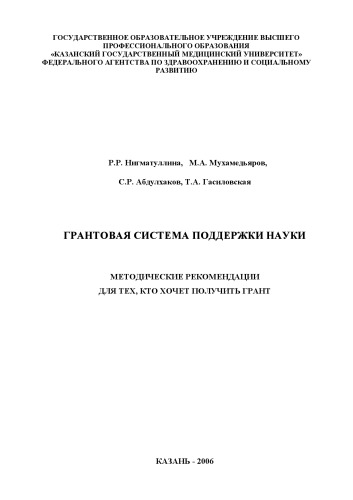 ГОСУДАРСТВЕННОЕ ОБРАЗОВАТЕЛЬНОЕ УЧРЕЖДЕНИЕ ВЫСШЕГО
ПРОФЕССИОНАЛЬНОГО ОБРАЗОВАНИЯ
«КАЗАНСКИЙ ГОСУДАРСТВЕННЫЙ МЕДИЦИНСКИЙ УНИВЕРСИТЕТ»
ФЕДЕРАЛЬНОГО АГЕНТСТВА ПО ЗДРАВООХРАНЕНИЮ И СОЦИАЛЬНОМУ
РАЗВИТИЮ
Р.Р. Нигматуллина, М.А. Мухамедьяров,
С.Р. Абдулхаков, Т.А. Гасиловская
ГРАНТОВАЯ СИСТЕМА ПОДДЕРЖКИ НАУКИ
МЕТОДИЧЕСКИЕ РЕКОМЕНДАЦИИ
ДЛЯ ТЕХ, КТО ХОЧЕТ ПОЛУЧИТЬ ГРАНТ
КАЗАНЬ - 2006